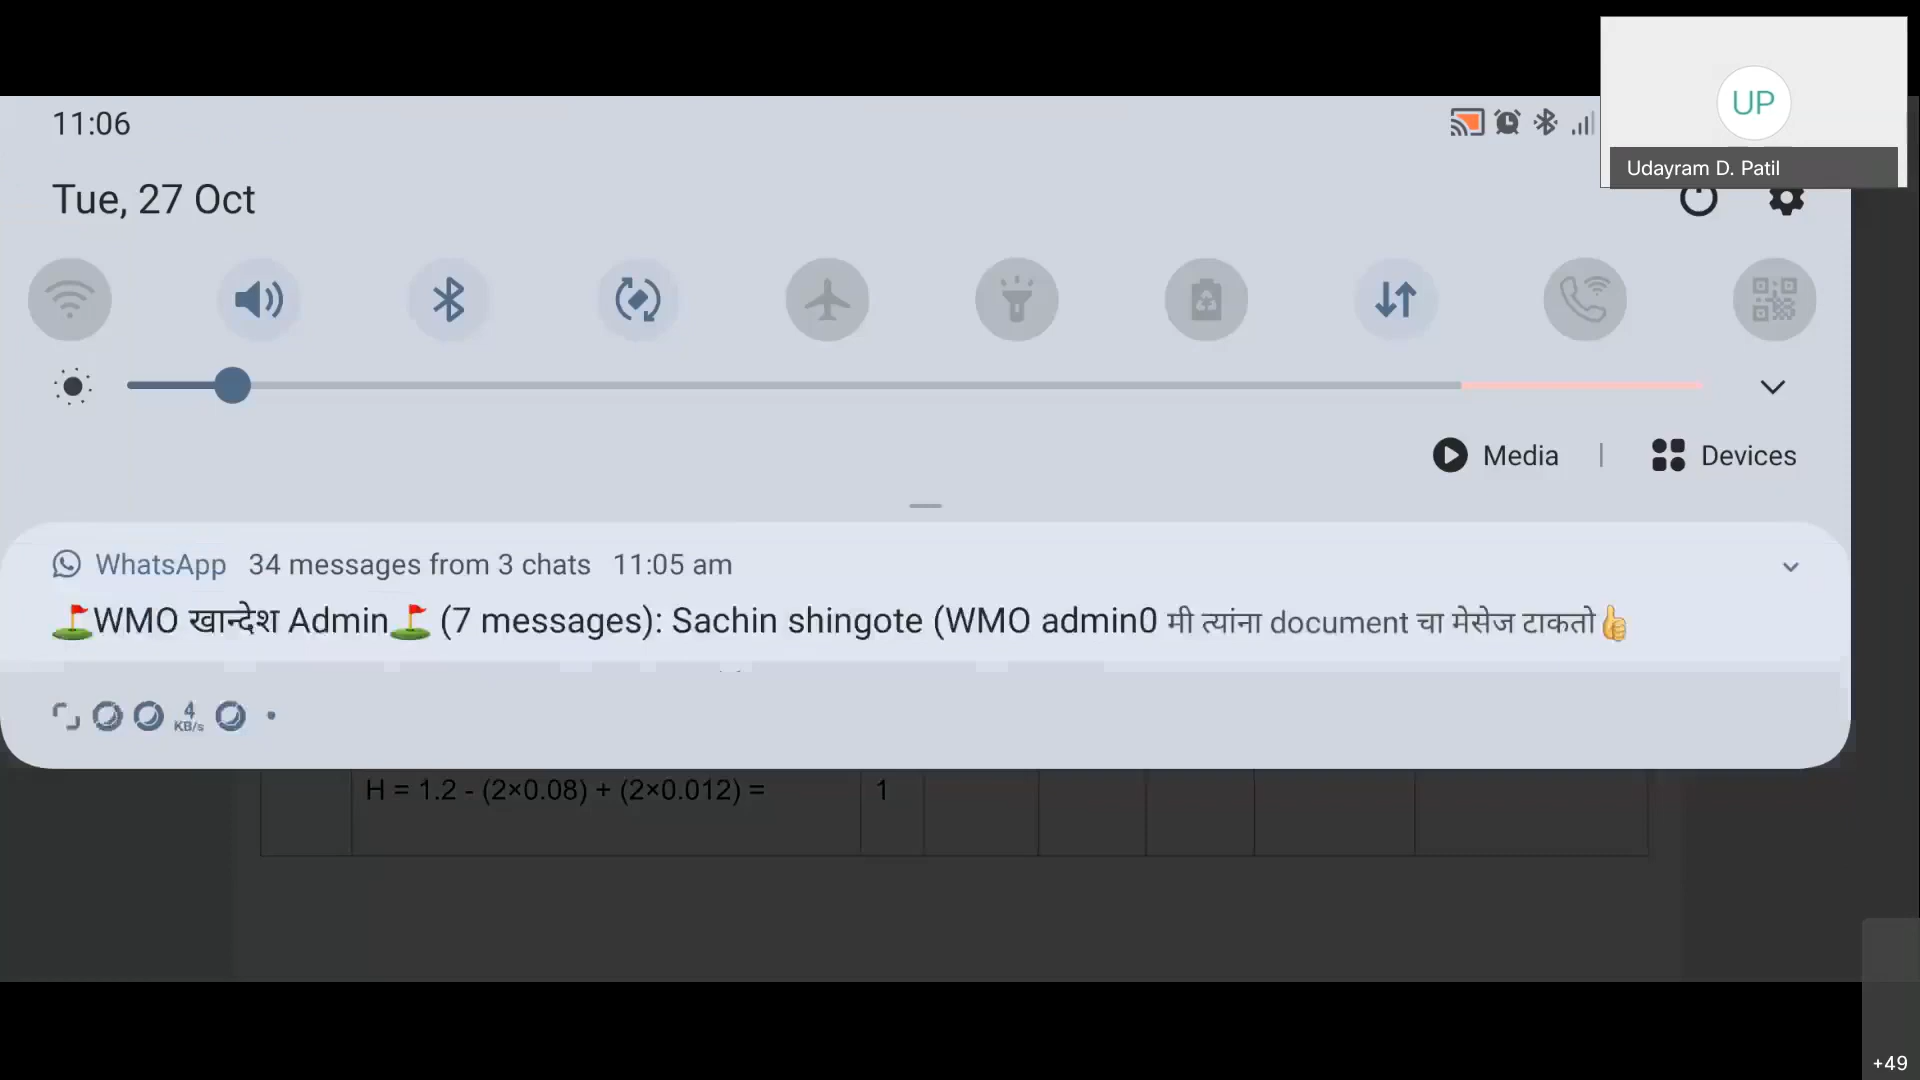 UP
Udayram D. Patil
11:06
Tue, 27 Oct
Media | Devices
WhatsApp 34 messages from 3 chats 11:05 am
⛳WMO खान्देश Admin⛳ (7 messages): Sachin shingote (WMO admin0 मी त्यांना document चा मेसेज टाकतो👍
4
KB/s
H = 1.2 - (2×0.08) + (2×0.012) = 1
+49